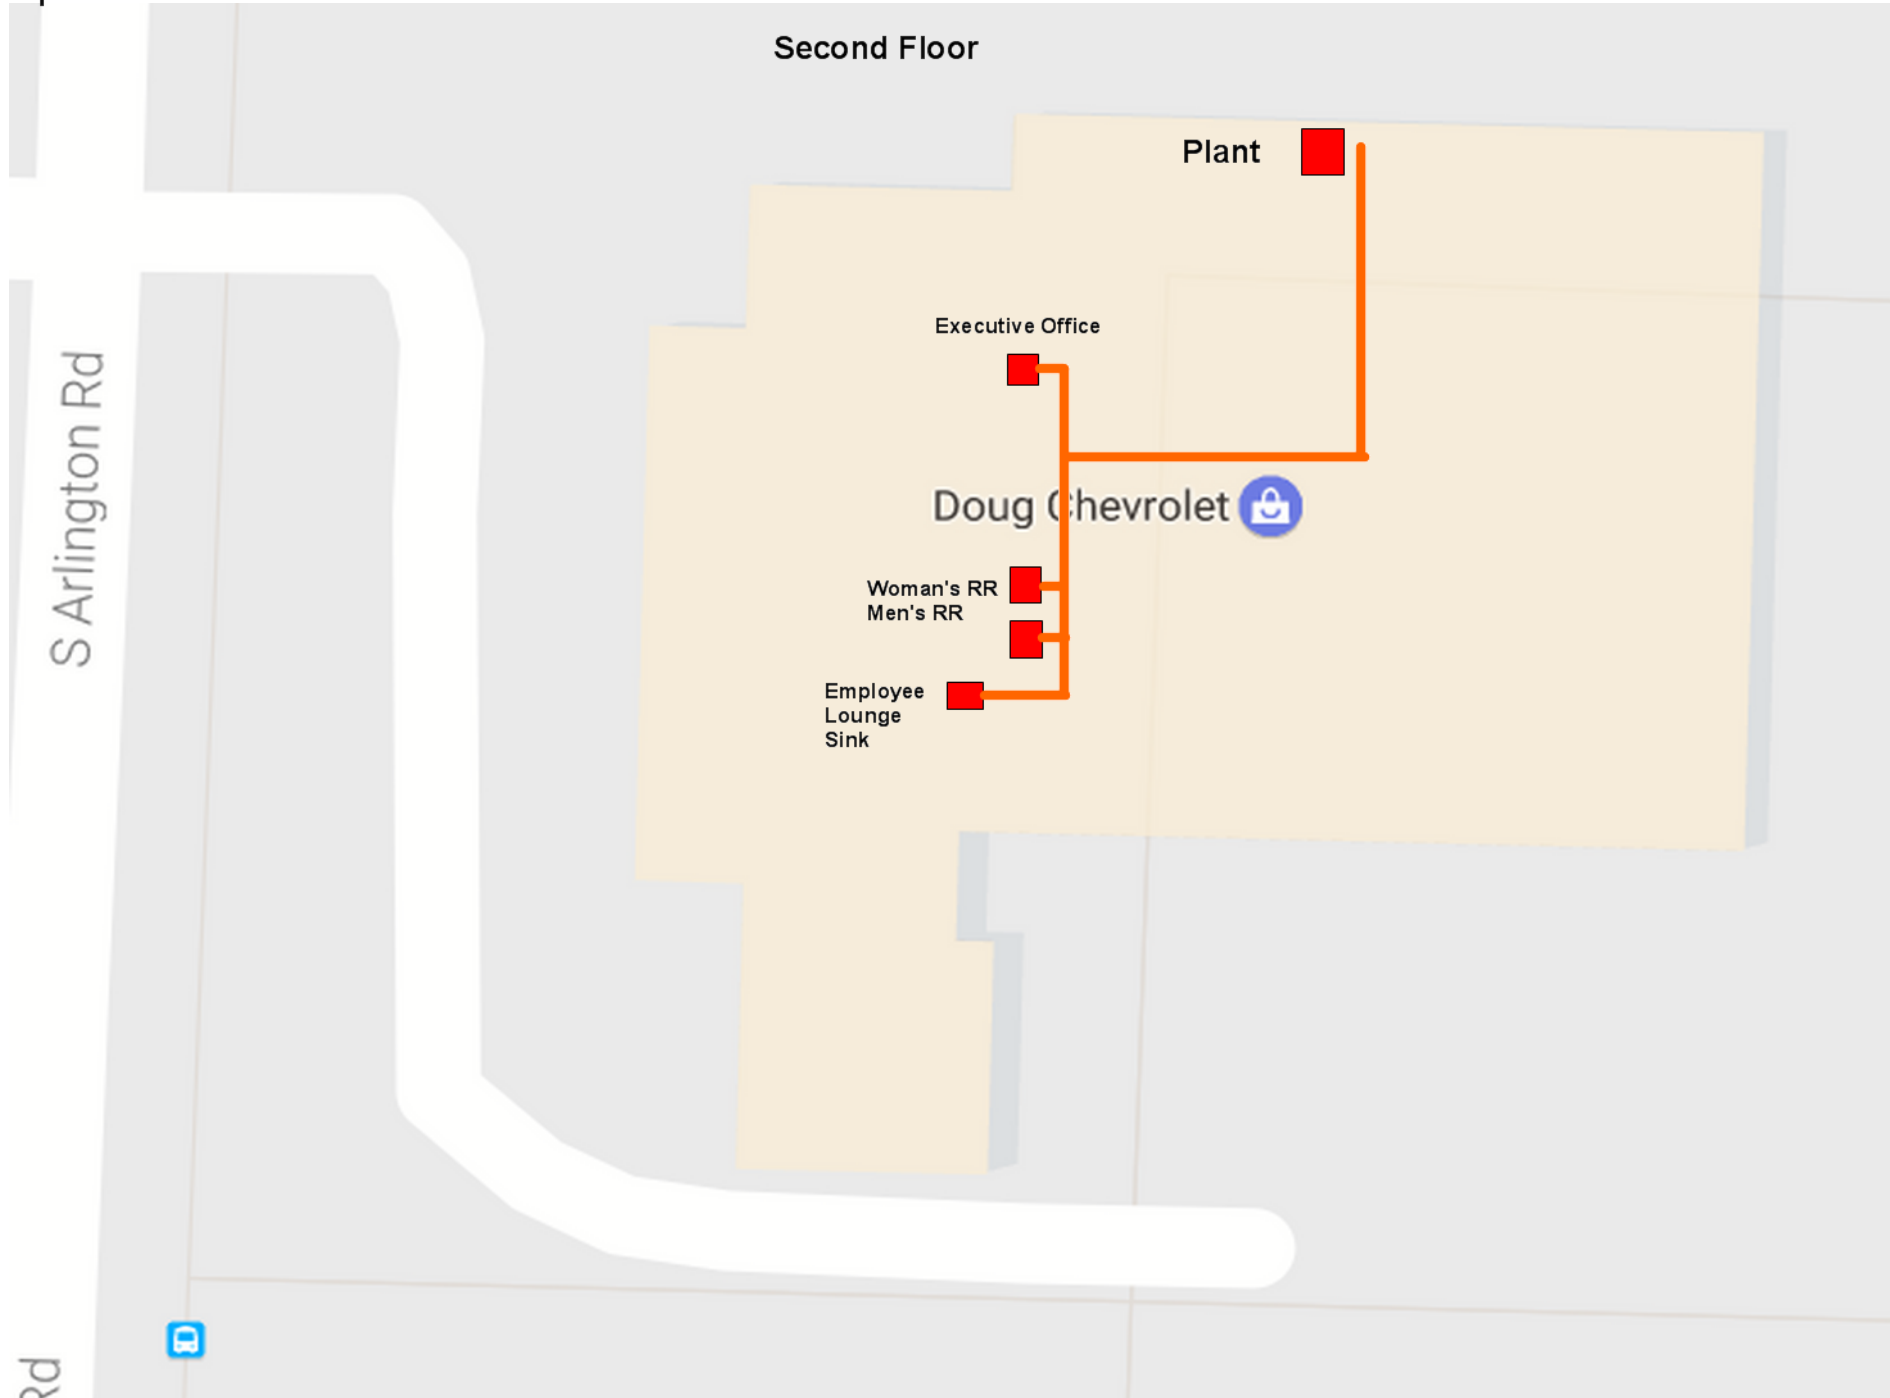 Second Floor
Plant
Executive Office
S Arlington Rd
Doug Chevrolet
Woman's RR
Men's RR
Employee
Lounge
Sink
Rd